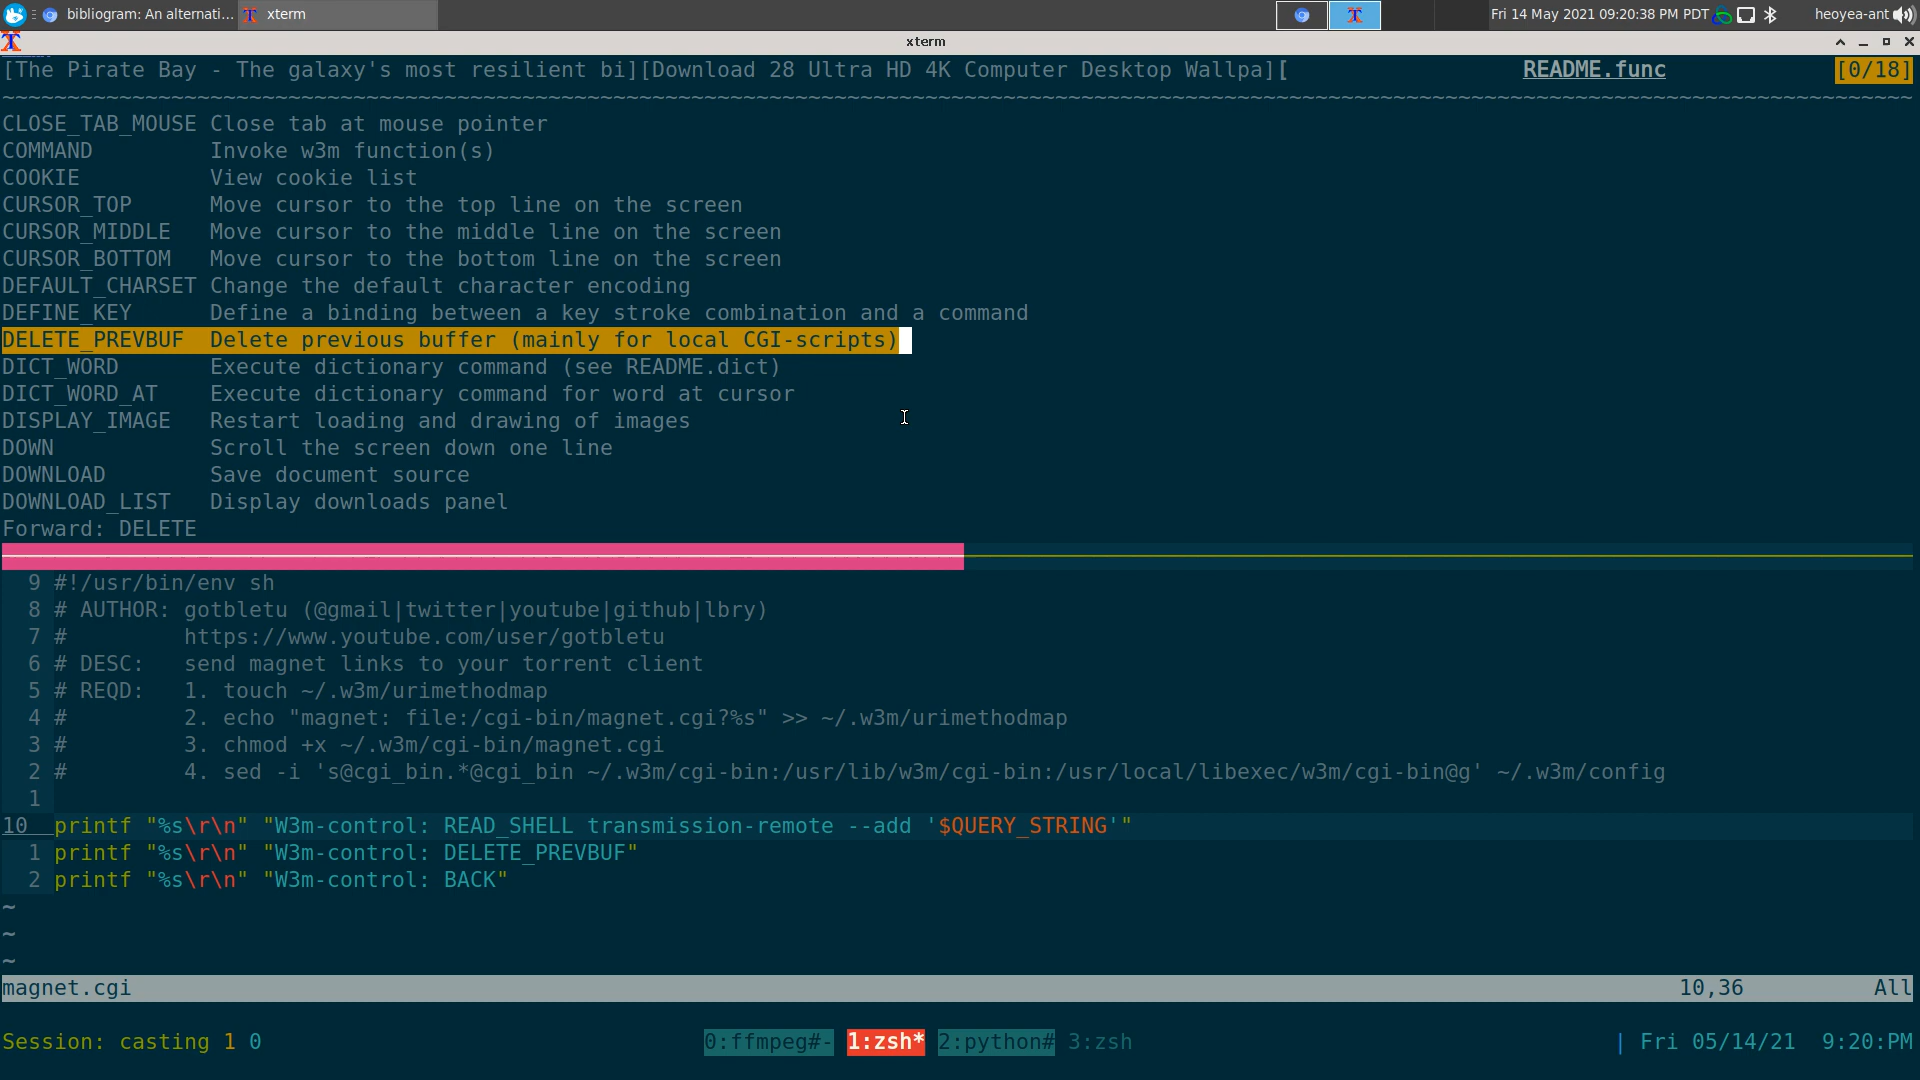 bibliogram: An alternati... xterm Fri 14 May 2021 09:20:38 PM PDT heoyea-ant
xterm
[The Pirate Bay - The galaxy's most resilient bi][Download 28 Ultra HD 4K Computer Desktop Wallpa][ README.func [0/18]
~~~~~~~~~~~~~~~~~~~~~~~~~~~~~~~~~~~~~~~~~~~~~~~~~~~~~~~~~~~~~~~~~~~~~~~~~~~~~~~~~~~~~~~~~~~~~~~~~~~~~~~~~~~~~~~~~~~~~~~~~~~~~~~~~~~~~~~~~~~~~~~~~~~
CLOSE_TAB_MOUSE Close tab at mouse pointer
COMMAND Invoke w3m function(s)
COOKIE View cookie list
CURSOR_TOP Move cursor to the top line on the screen
CURSOR_MIDDLE Move cursor to the middle line on the screen
CURSOR_BOTTOM Move cursor to the bottom line on the screen
DEFAULT_CHARSET Change the default character encoding
DEFINE_KEY Define a binding between a key stroke combination and a command
DELETE_PREVBUF Delete previous buffer (mainly for local CGI-scripts)
DICT_WORD Execute dictionary command (see README.dict)
DICT_WORD_AT Execute dictionary command for word at cursor
DISPLAY_IMAGE Restart loading and drawing of images
DOWN Scroll the screen down one line
DOWNLOAD Save document source
DOWNLOAD_LIST Display downloads panel
Forward: DELETE
9 #!/usr/bin/env sh
8 # AUTHOR: gotbletu (@gmail|twitter|youtube|github|lbry)
7 # https://www.youtube.com/user/gotbletu
6 # DESC: send magnet links to your torrent client
5 # REQD: 1. touch ~/.w3m/urimethodmap
4 # 2. echo "magnet: file:/cgi-bin/magnet.cgi?%s" >> ~/.w3m/urimethodmap
3 # 3. chmod +x ~/.w3m/cgi-bin/magnet.cgi
2 # 4. sed -i 's@cgi_bin.*@cgi_bin ~/.w3m/cgi-bin:/usr/lib/w3m/cgi-bin:/usr/local/libexec/w3m/cgi-bin@g' ~/.w3m/config
1
10 printf "%s\r\n" "W3m-control: READ_SHELL transmission-remote --add '$QUERY_STRING'"
1 printf "%s\r\n" "W3m-control: DELETE_PREVBUF"
2 printf "%s\r\n" "W3m-control: BACK"
~
~
~
magnet.cgi 10,36 All
Session: casting 1 0 0:ffmpeg#- 1:zsh* 2:python# 3:zsh | Fri 05/14/21 9:20:PM